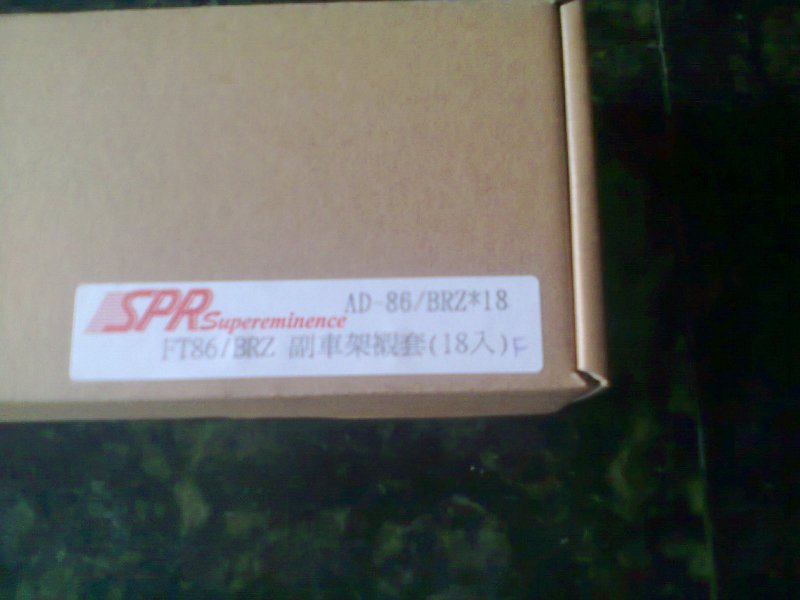 SPR Supereminence AD-86/BRZ*18
FT86/BRZ 副車架襯套(18入)F